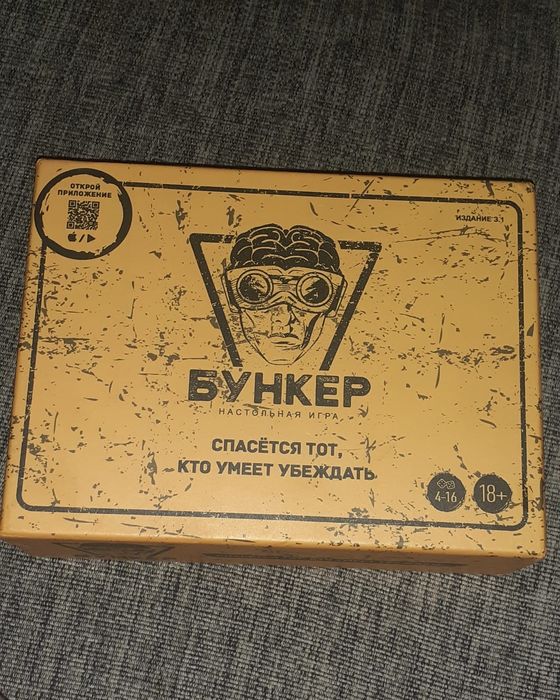 ОТКРОЙ
ПРИЛОЖЕНИЕ
/
ИЗДАНИЕ 3.1
БУНКЕР
НАСТОЛЬНАЯ ИГРА
СПАСЁТСЯ ТОТ,
КТО УМЕЕТ УБЕЖДАТЬ
4-16
18+